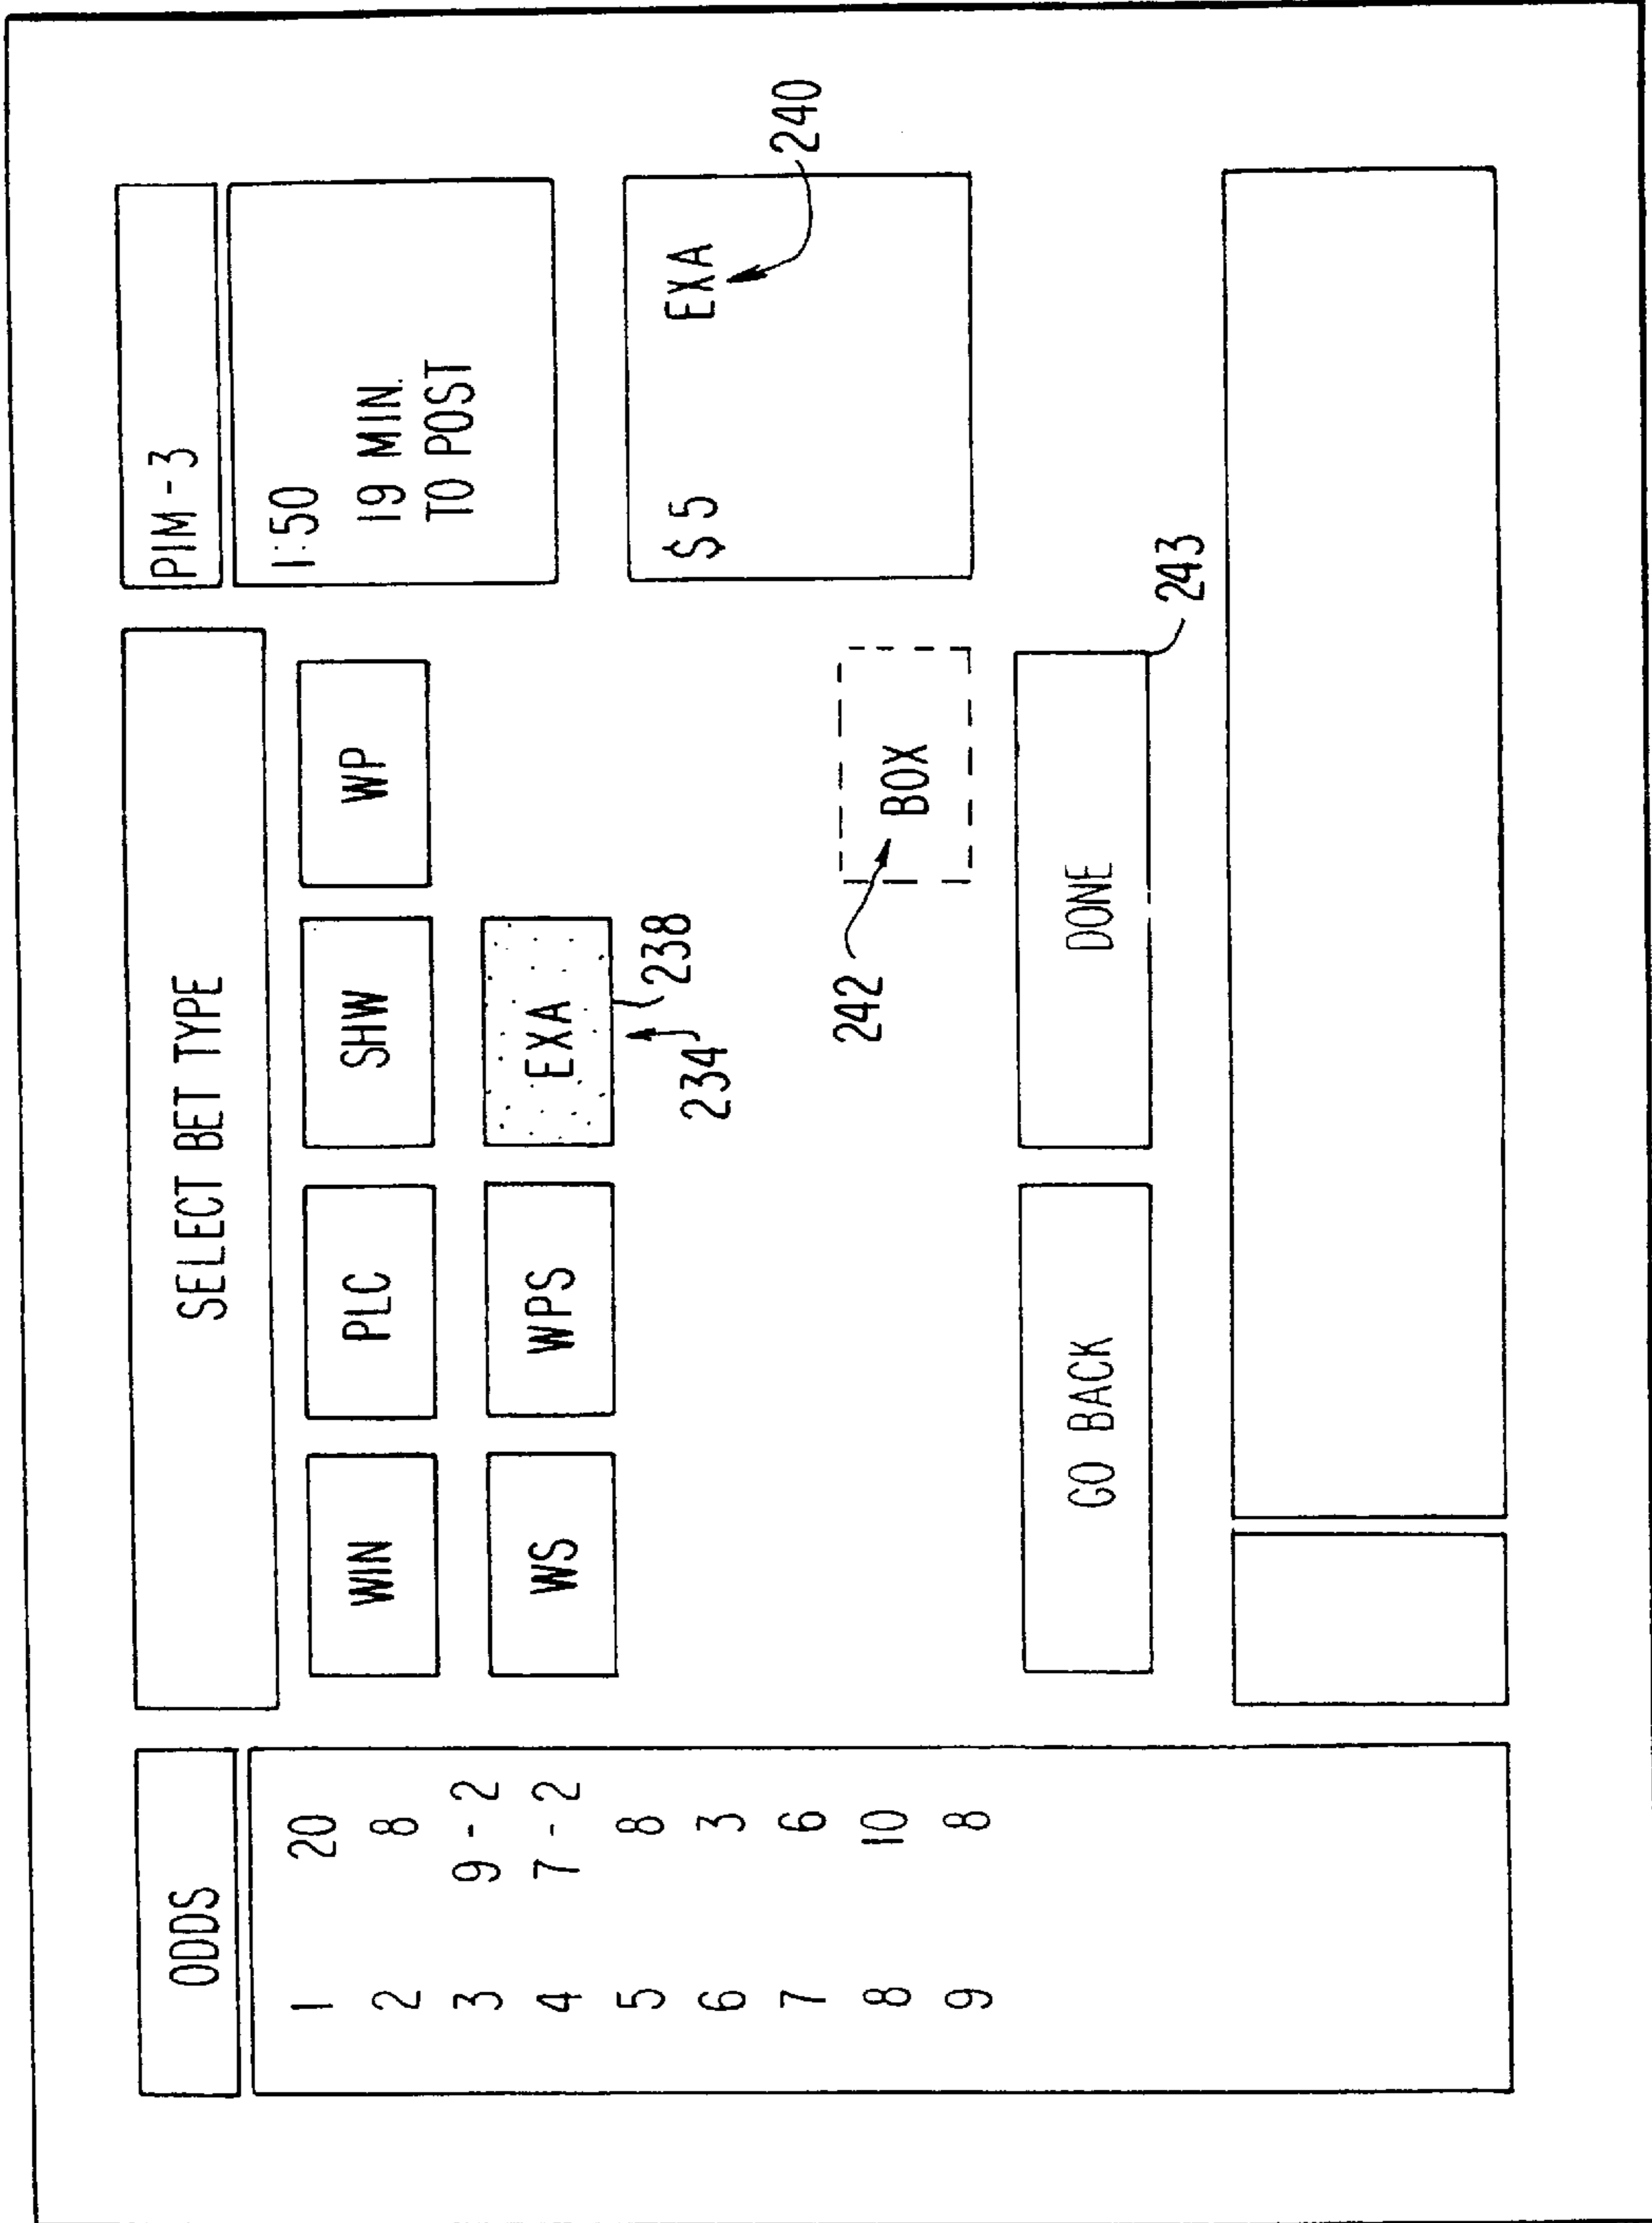 ODDS
1 20
2 8
3 9 - 2
4 7 - 2
5 8
6 3
7 6
8 10
9 8
SELECT BET TYPE
WIN PLC SHW WP
WS WPS EXA
234 238
242
BOX
GO BACK DONE
243
PIM - 3
1:50
19 MIN.
TO POST
$ 5 EXA
240